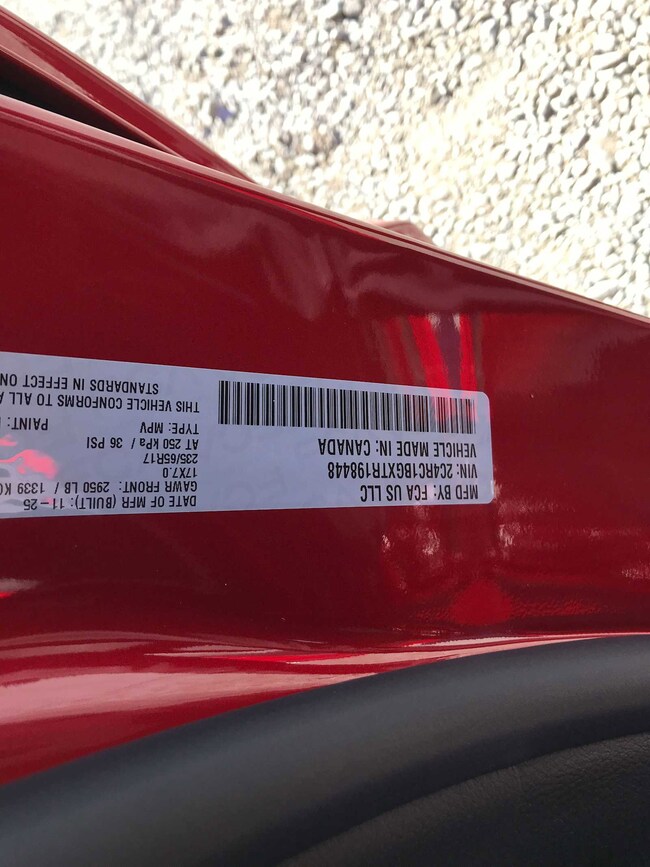 MFD BY: FCA US LLC
DATE OF MFR (BUILT): 11-25
GAWR FRONT: 2950 LB / 1339 KG
VIN: 2C4RC1BGXTR198448
17X7.0
235/65R17
VEHICLE MADE IN: CANADA
AT 250 kPa / 36 PSI
TYPE: MPV
PAINT:
THIS VEHICLE CONFORMS TO ALL A
STANDARDS IN EFFECT ON